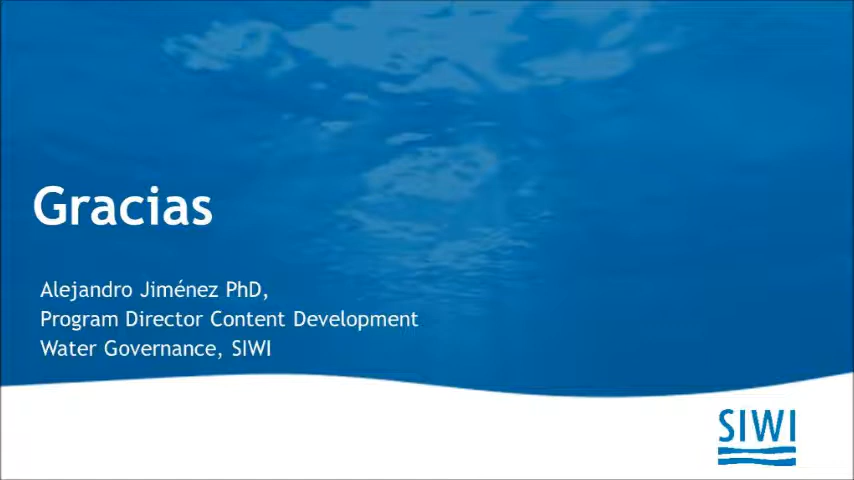 Gracias
Alejandro Jiménez PhD,
Program Director Content Development
Water Governance, SIWI
SIWI